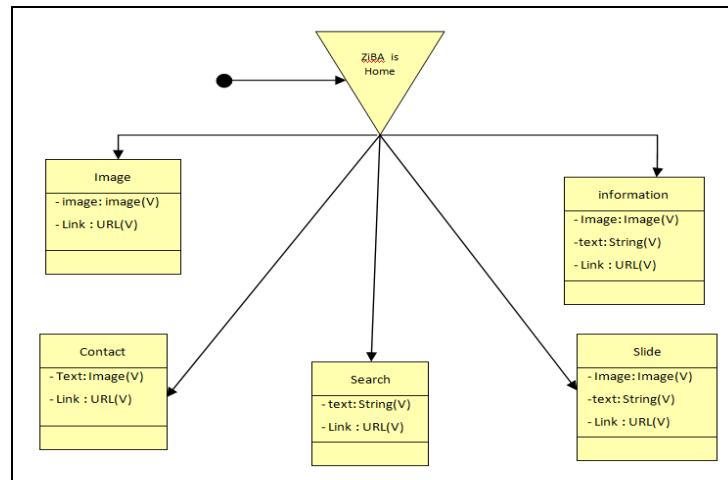 ZiBA is
Home
Image
- image: image(V)
- Link : URL(V)
information
- Image: Image(V)
-text: String(V)
- Link : URL(V)
Contact
- Text: Image(V)
- Link : URL(V)
Search
- text: String(V)
- Link : URL(V)
Slide
- Image: Image(V)
-text: String(V)
- Link : URL(V)